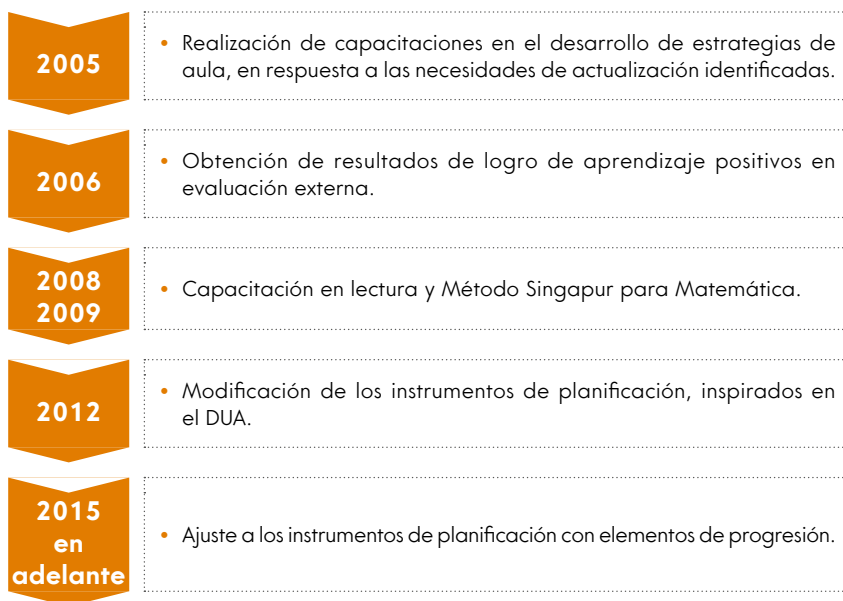 2005
• Realización de capacitaciones en el desarrollo de estrategias de
aula, en respuesta a las necesidades de actualización identificadas.
2006
• Obtención de resultados de logro de aprendizaje positivos en
evaluación externa.
2008
2009
• Capacitación en lectura y Método Singapur para Matemática.
2012
• Modificación de los instrumentos de planificación, inspirados en
el DUA.
2015
en
adelante
• Ajuste a los instrumentos de planificación con elementos de progresión.